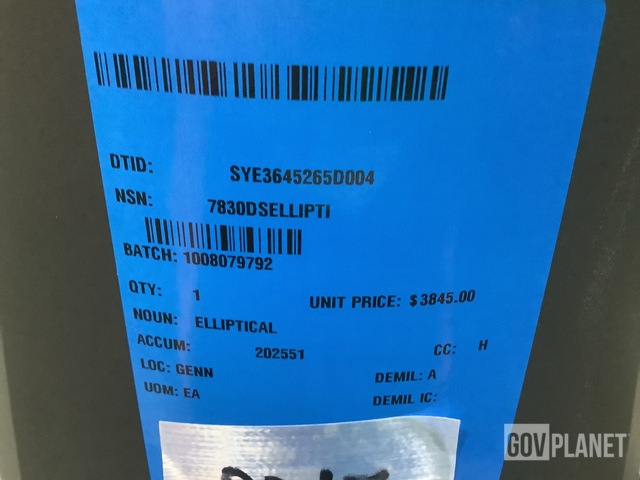 DTID: SYE3645265D004
NSN: 7830DSELLIPTI
BATCH: 1008079792
QTY: 1 UNIT PRICE: $3845.00
NOUN: ELLIPTICAL
ACCUM: 202551 CC: H
LOC: GENN DEMIL: A
UOM: EA DEMIL IC:
GOVPLANET